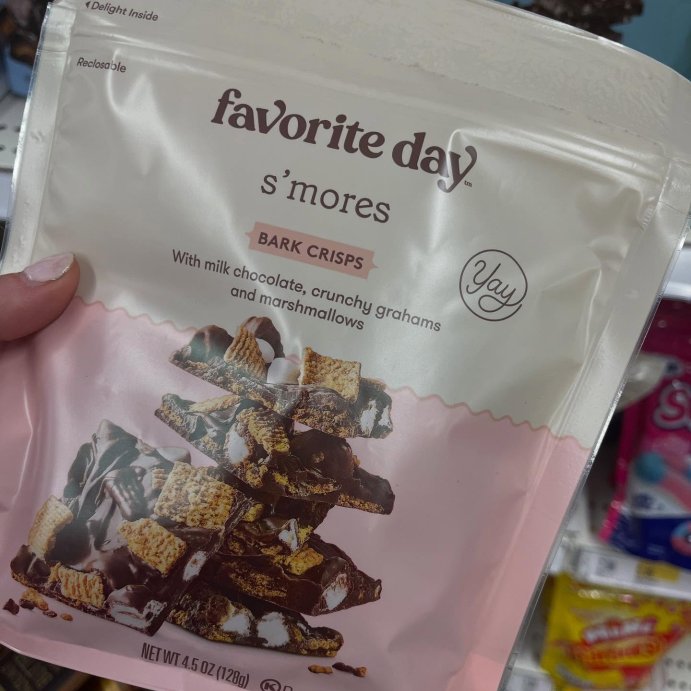 Delight Inside
Reclosable
favorite day
s'mores
BARK CRISPS
With milk chocolate, crunchy grahams
and marshmallows
Yay
NET WT 4.5 OZ (128g)